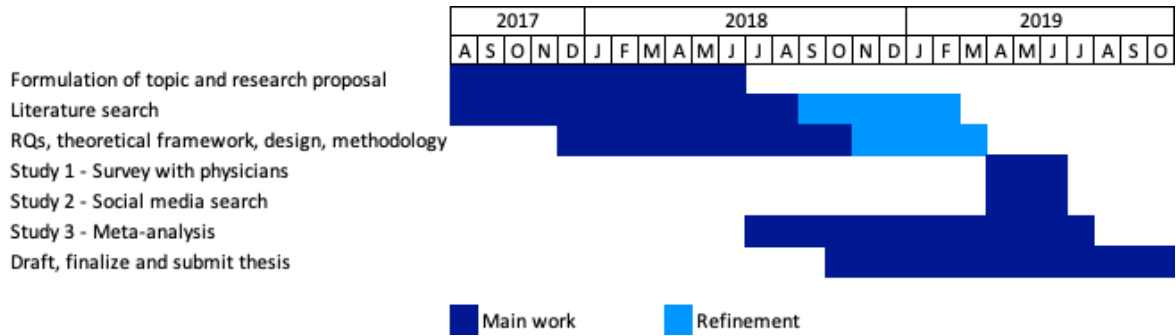 2017 2018 2019
A S O N D J F M A M J J A S O N D J F M A M J J A S O
Formulation of topic and research proposal
Literature search
RQs, theoretical framework, design, methodology
Study 1 - Survey with physicians
Study 2 - Social media search
Study 3 - Meta-analysis
Draft, finalize and submit thesis
Main work Refinement